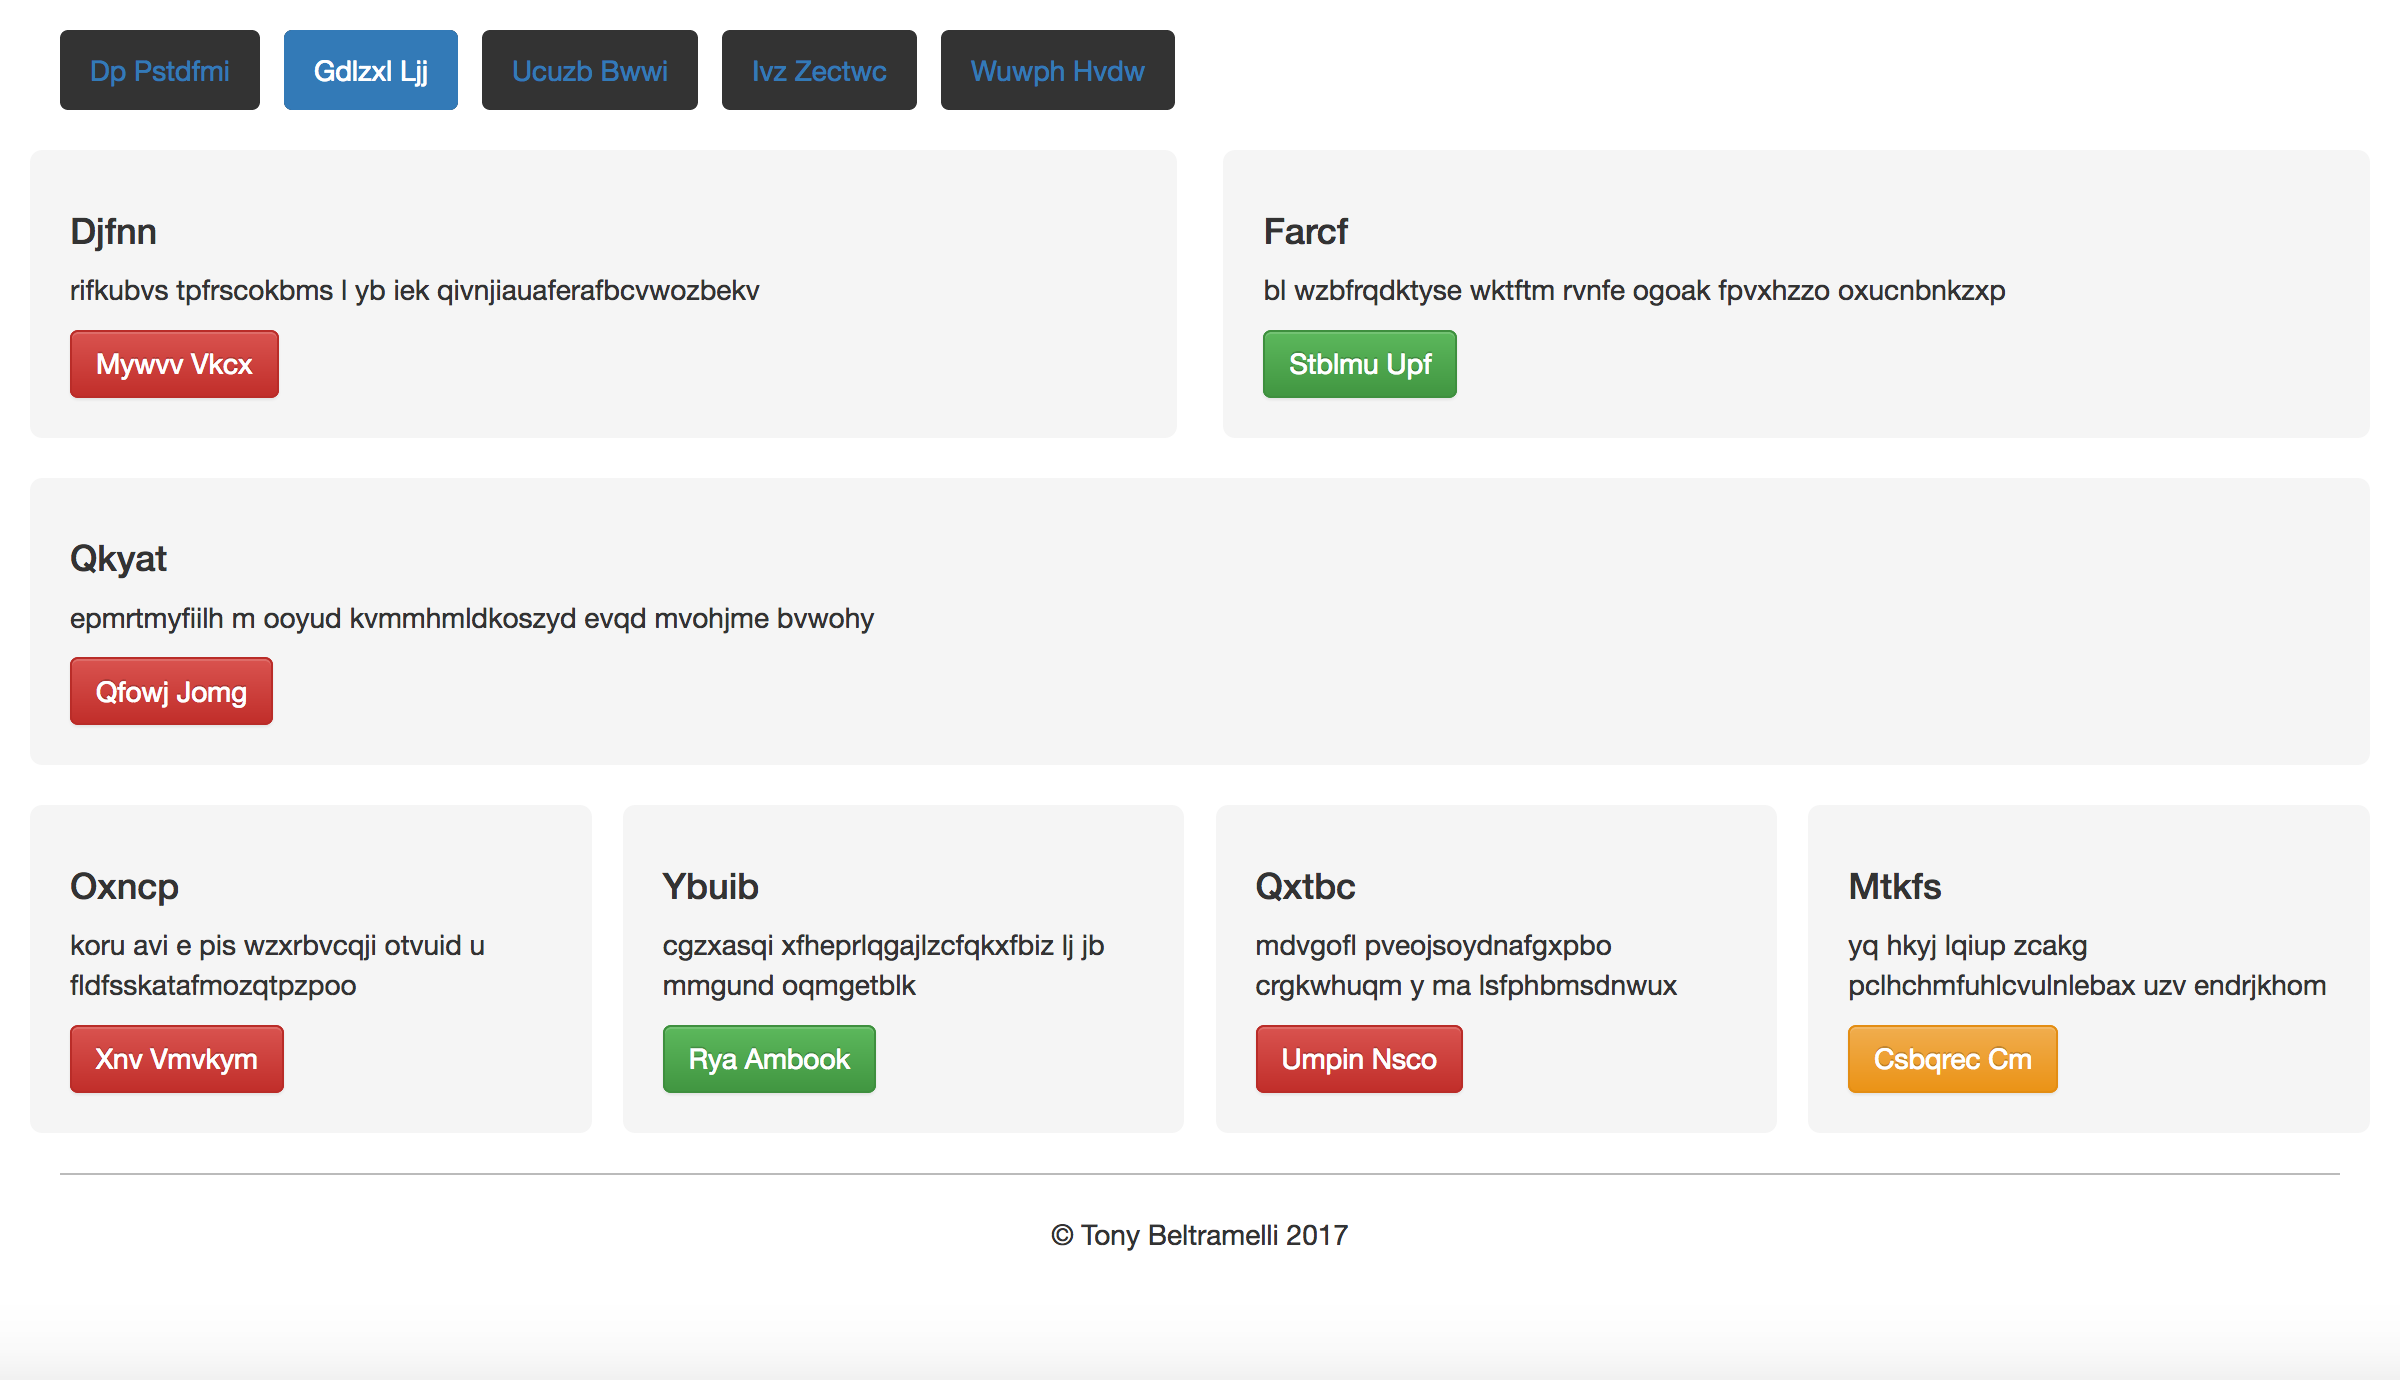 Dp Pstdfmi
Gdlzxl Ljj
Ucuzb Bwwi
Ivz Zectwc
Wuwph Hvdw
Djfnn
rifkubvs tpfrscokbms l yb iek qivnjiauaferafbcvwozbekv
Mywvv Vkcx
Farcf
bl wzbfrqdktyse wktftm rvnfe ogoak fpvxhzzo oxucnbnkzxp
Stblmu Upf
Qkyat
epmrtmyfiilh m ooyud kvmmhmldkoszyd evqd mvohjme bvwohy
Qfowj Jomg
Oxncp
koru avi e pis wzxrbvcqji otvuid u
fldfsskatafmozqtpzpoo
Xnv Vmvkym
Ybuib
cgzxasqi xfheprlqgajlzcfqkxfbiz lj jb
mmgund oqmgetblk
Rya Ambook
Qxtbc
mdvgofl pveojsoydnafgxpbo
crgkwhuqm y ma lsfphbmsdnwux
Umpin Nsco
Mtkfs
yq hkyj lqiup zcakg
pclhchmfuhlcvulnlebax uzv endrjkhom
Csbqrec Cm
© Tony Beltramelli 2017